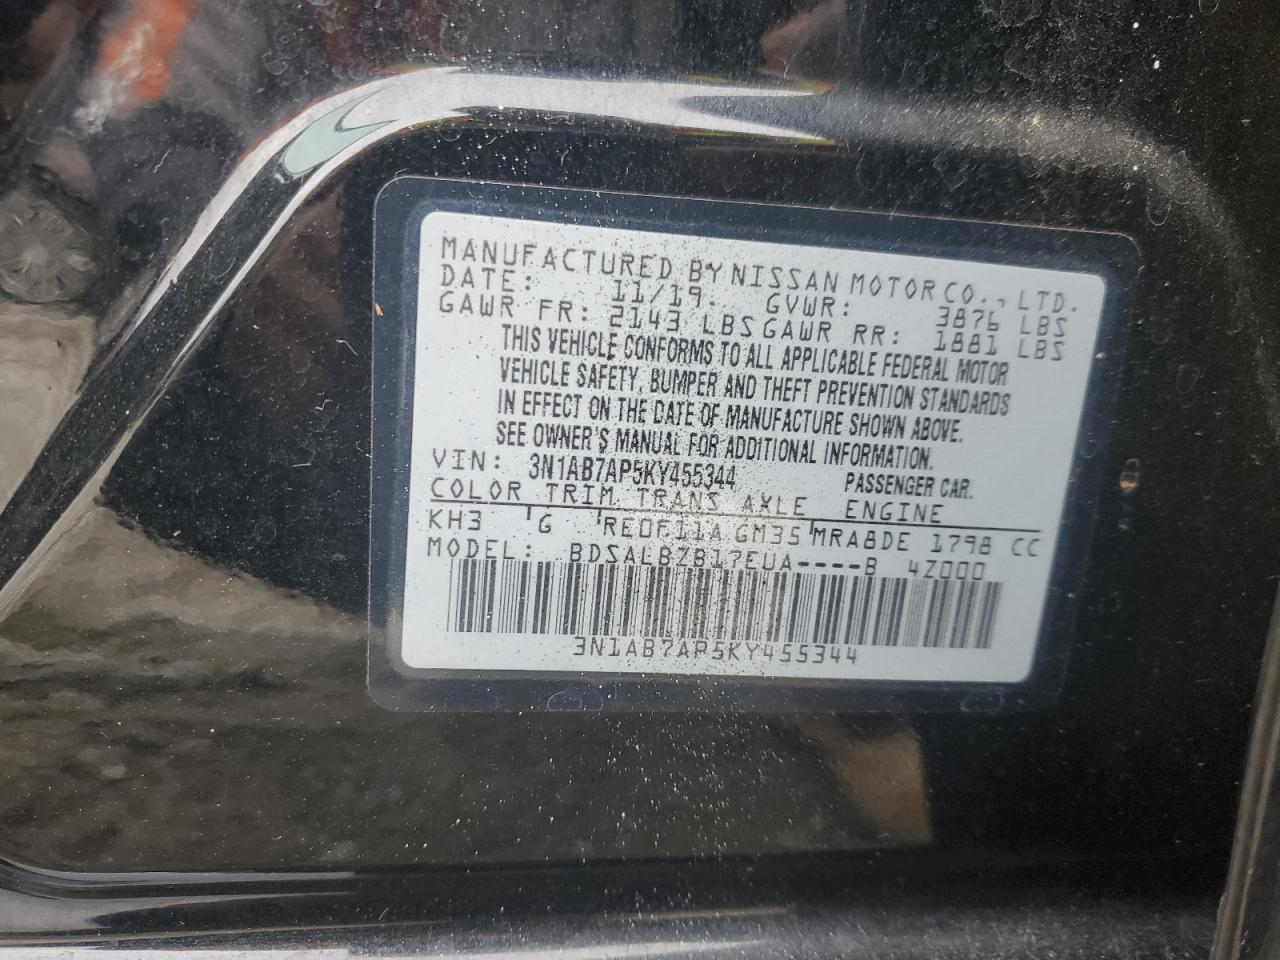 MANUFACTURED BY NISSAN MOTOR CO., LTD.
DATE: 11/19. GVWR: 3876 LBS
GAWR FR: 2143 LBS GAWR RR: 1881 LBS
THIS VEHICLE CONFORMS TO ALL APPLICABLE FEDERAL MOTOR
VEHICLE SAFETY, BUMPER AND THEFT PREVENTION STANDARDS
IN EFFECT ON THE DATE OF MANUFACTURE SHOWN ABOVE.
SEE OWNER'S MANUAL FOR ADDITIONAL INFORMATION.
VIN: 3N1AB7AP5KY455344 PASSENGER CAR.
COLOR TRIM TRANS AXLE ENGINE
KH3 G RE0F11A GM35 MRA8DE 1798 CC
MODEL: BDSALBZB17EUA----B 4Z000
3N1AB7AP5KY455344